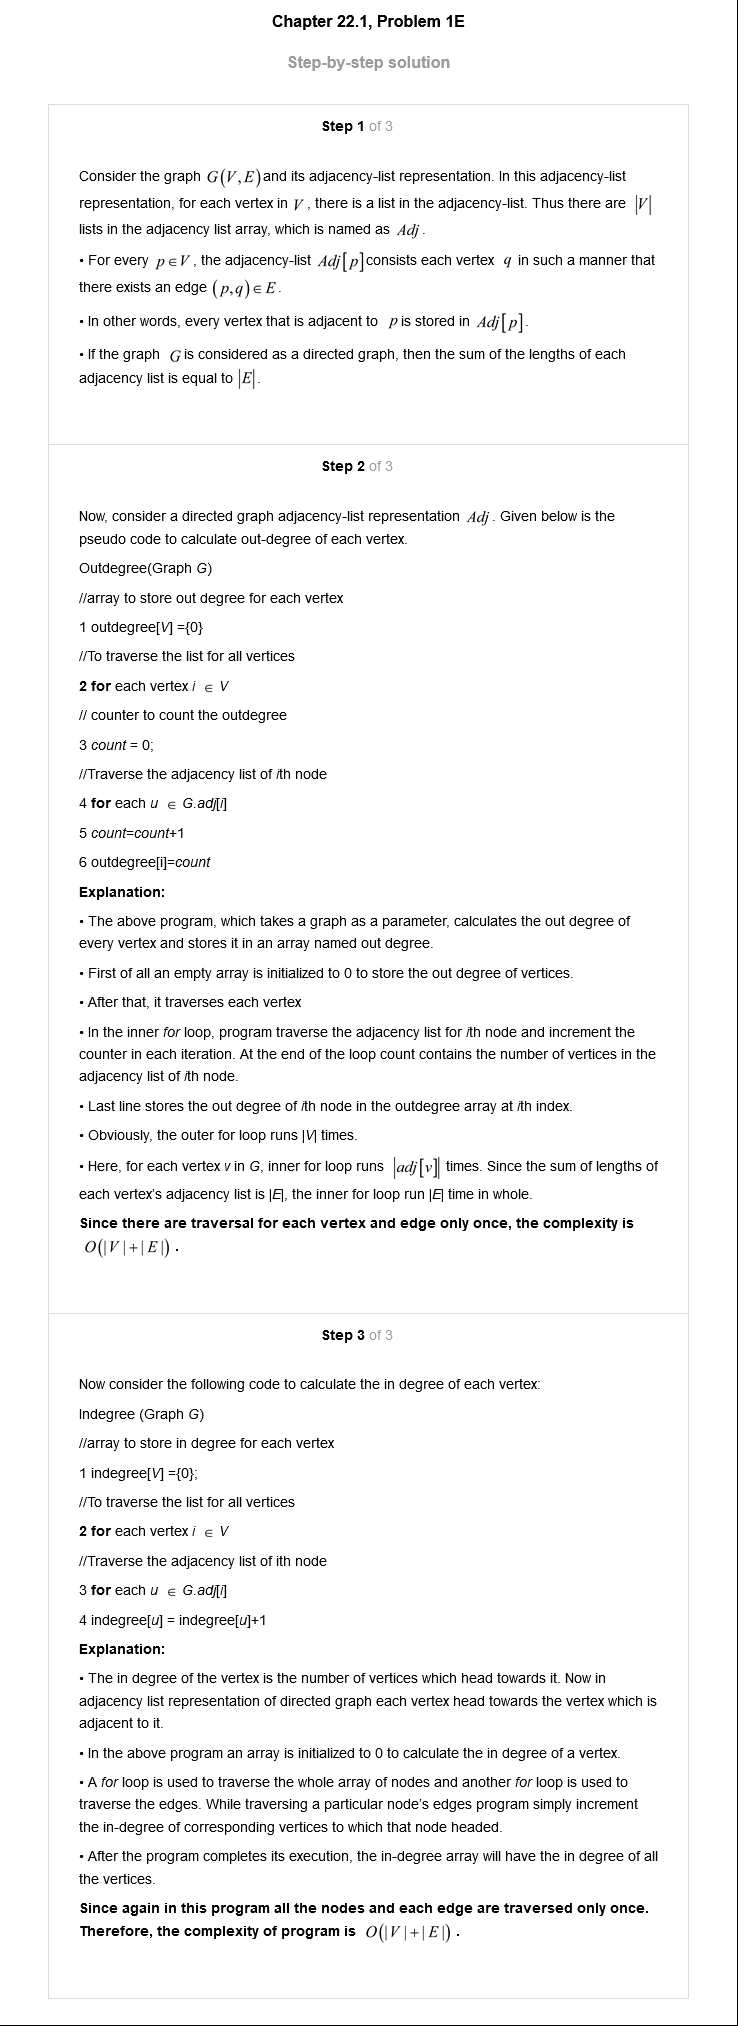 Chapter 22.1, Problem 1E
Step-by-step solution
Step 1 of 3
Consider the graph G(V,E) and its adjacency-list representation. In this adjacency-list
representation, for each vertex in V , there is a list in the adjacency-list. Thus there are |V|
lists in the adjacency list array, which is named as Adj .
• For every p∈V , the adjacency-list Adj[p] consists each vertex q in such a manner that
there exists an edge (p,q)∈E .
• In other words, every vertex that is adjacent to p is stored in Adj[p].
• If the graph G is considered as a directed graph, then the sum of the lengths of each
adjacency list is equal to |E|.
Step 2 of 3
Now, consider a directed graph adjacency-list representation Adj . Given below is the
pseudo code to calculate out-degree of each vertex.
Outdegree(Graph G)
//array to store out degree for each vertex
1 outdegree[V] ={0}
//To traverse the list for all vertices
2 for each vertex i ∈ V
// counter to count the outdegree
3 count = 0;
//Traverse the adjacency list of ith node
4 for each u ∈ G.adj[i]
5 count=count+1
6 outdegree[i]=count
Explanation:
• The above program, which takes a graph as a parameter, calculates the out degree of
every vertex and stores it in an array named out degree.
• First of all an empty array is initialized to 0 to store the out degree of vertices.
• After that, it traverses each vertex
• In the inner for loop, program traverse the adjacency list for ith node and increment the
counter in each iteration. At the end of the loop count contains the number of vertices in the
adjacency list of ith node.
• Last line stores the out degree of ith node in the outdegree array at ith index.
• Obviously, the outer for loop runs |V| times.
• Here, for each vertex v in G, inner for loop runs |adj[v]| times. Since the sum of lengths of
each vertex's adjacency list is |E|, the inner for loop run |E| time in whole.
Since there are traversal for each vertex and edge only once, the complexity is
O(|V|+|E|) .
Step 3 of 3
Now consider the following code to calculate the in degree of each vertex:
Indegree (Graph G)
//array to store in degree for each vertex
1 indegree[V] ={0};
//To traverse the list for all vertices
2 for each vertex i ∈ V
//Traverse the adjacency list of ith node
3 for each u ∈ G.adj[i]
4 indegree[u] = indegree[u]+1
Explanation:
• The in degree of the vertex is the number of vertices which head towards it. Now in
adjacency list representation of directed graph each vertex head towards the vertex which is
adjacent to it.
• In the above program an array is initialized to 0 to calculate the in degree of a vertex.
• A for loop is used to traverse the whole array of nodes and another for loop is used to
traverse the edges. While traversing a particular node's edges program simply increment
the in-degree of corresponding vertices to which that node headed.
• After the program completes its execution, the in-degree array will have the in degree of all
the vertices.
Since again in this program all the nodes and each edge are traversed only once.
Therefore, the complexity of program is O(|V|+|E|) .